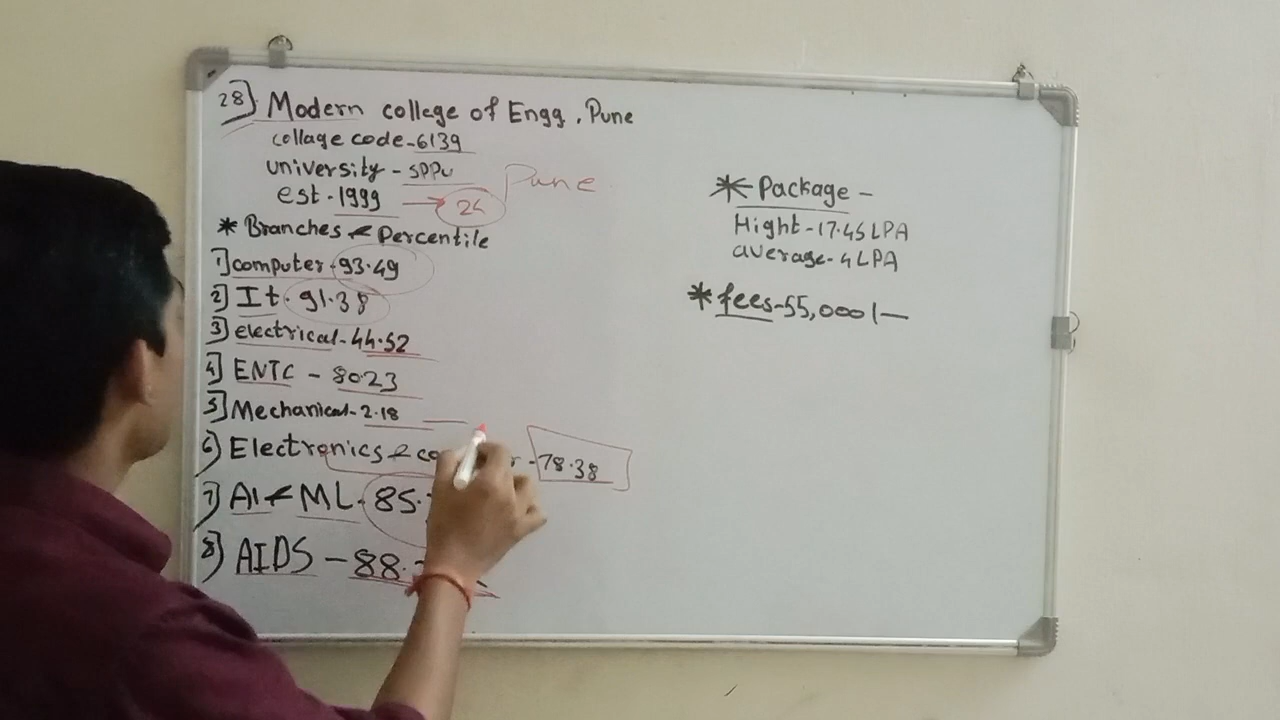 28] Modern college of Engg, Pune
collage code-6139
university - SPPU Pune
est - 1999 → 24
* Branches & Percentile
1] computer - 93.49
2] It - 91.38
3] electrical - 44.52
4] ENTC - 80.23
5] Mechanical - 2.18
6) Electronics & - 78.38
7) AI & ML - 85.
8) AIDS - 88.
* Package -
Hight - 17.45 LPA
average - 4 LPA
* fees - 55,000/-